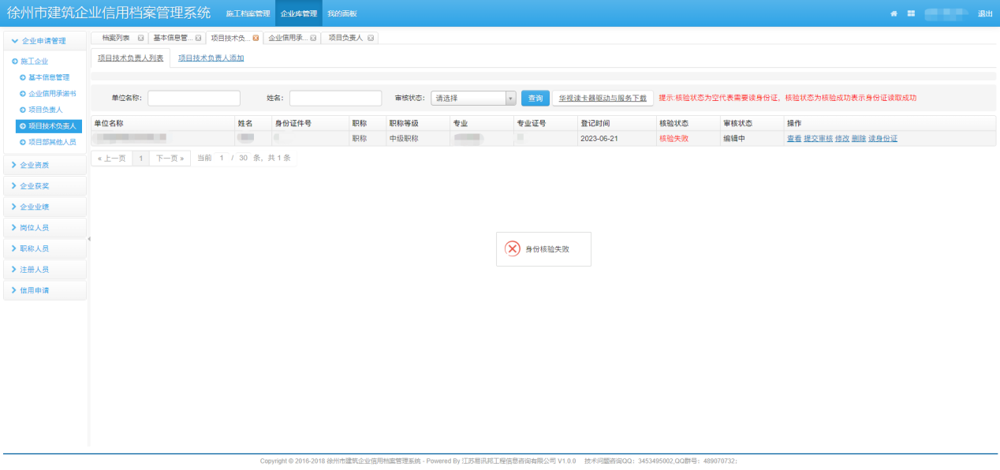 徐州市建筑企业信用档案管理系统 施工档案管理 企业库管理 我的面板 退出
企业申请管理
施工企业
基本信息管理
企业信用承诺书
项目负责人
项目技术负责人
项目部其他人员
企业资质
企业获奖
企业业绩
岗位人员
职称人员
注册人员
信用申请
档案列表 基本信息管... 项目技术负... 企业信用承... 项目负责人
项目技术负责人列表 项目技术负责人添加
单位名称: 姓名: 审核状态: 请选择 查询 华视读卡器驱动与服务下载 提示:核验状态为空代表需要读身份证，核验状态为核验成功表示身份证读取成功
单位名称 姓名 身份证件号 职称 职称等级 专业 专业证号 登记时间 核验状态 审核状态 操作
职称 中级职称 2023-06-21 核验失败 编辑中 查看 提交审核 修改 删除 读身份证
« 上一页 1 下一页 » 当前 1 / 30 条，共 1 条
身份核验失败
Copyright © 2016-2018 徐州市建筑企业信用档案管理系统 - Powered By 江苏易讯邦工程信息咨询有限公司 V1.0.0 技术问题咨询QQ：3453495002,QQ群号：489070732;